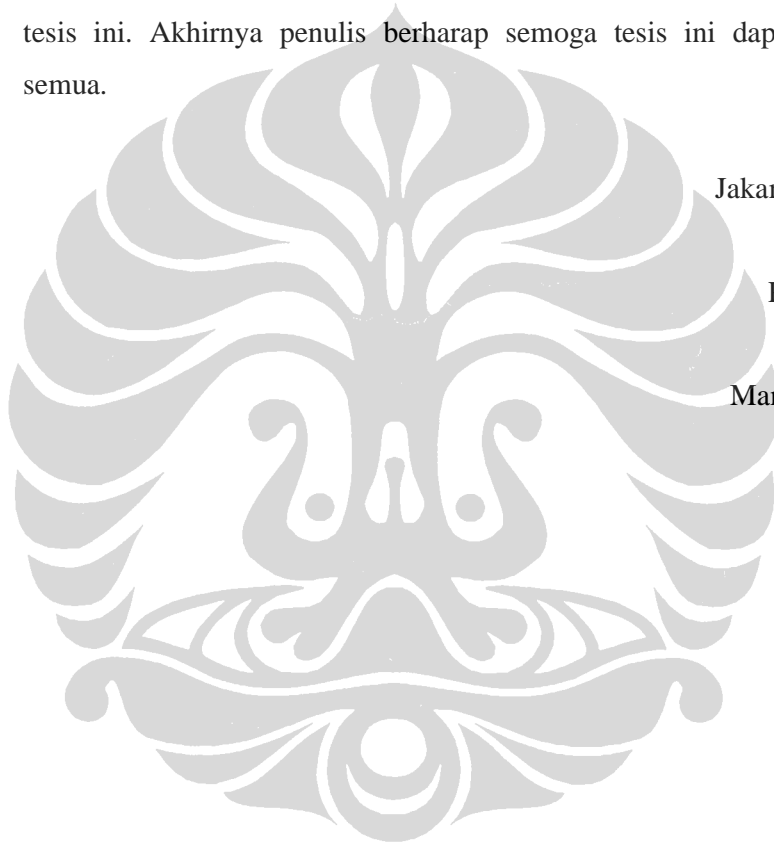 tesis ini. Akhirnya penulis berharap semoga tesis ini dap
semua.
Jakar
Mar